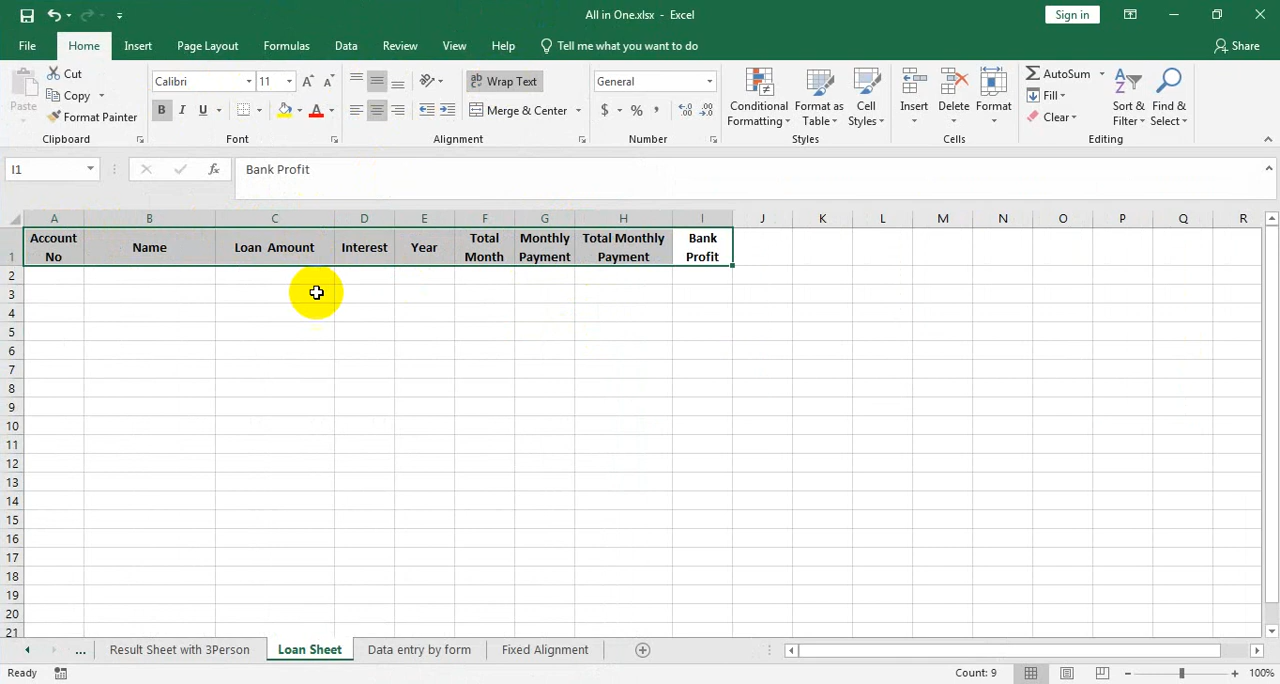 All in One.xlsx - Excel
Sign in
File Home Insert Page Layout Formulas Data Review View Help Tell me what you want to do Share
Paste
Cut
Copy
Format Painter
Clipboard
Calibri 11
B I U
Font
Wrap Text
Merge & Center
Alignment
General
$ % ,
Number
Conditional Formatting
Format as Table
Cell Styles
Styles
Insert
Delete
Format
Cells
AutoSum
Fill
Clear
Sort & Filter
Find & Select
Editing
I1 fx Bank Profit
A B C D E F G H I J K L M N O P Q R
1 Account No Name Loan Amount Interest Year Total Month Monthly Payment Total Monthly Payment Bank Profit
2
3
4
5
6
7
8
9
10
11
12
13
14
15
16
17
18
19
20
21
... Result Sheet with 3Person Loan Sheet Data entry by form Fixed Alignment
Ready Count: 9 100%